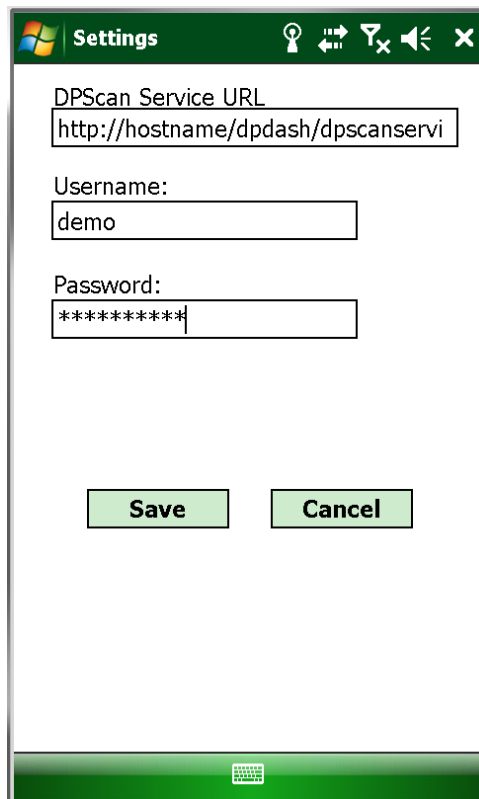 Settings
DPScan Service URL
http://hostname/dpdash/dpscanservi
Username:
demo
Password:
**********
Save
Cancel